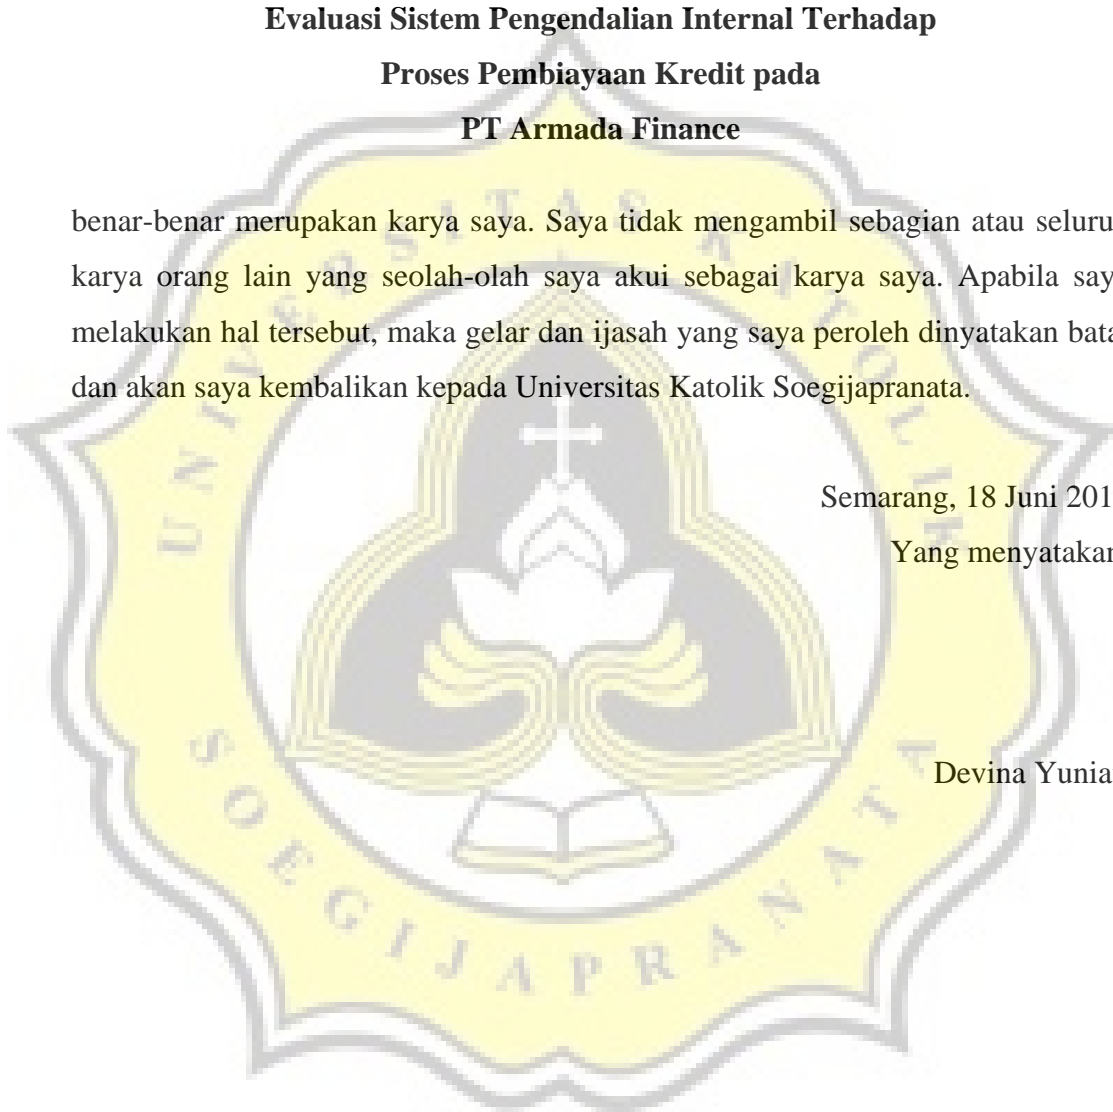 Evaluasi Sistem Pengendalian Internal Terhadap
Proses Pembiayaan Kredit pada
PT Armada Finance
benar-benar merupakan karya saya. Saya tidak mengambil sebagian atau seluru
karya orang lain yang seolah-olah saya akui sebagai karya saya. Apabila say
melakukan hal tersebut, maka gelar dan ijasah yang saya peroleh dinyatakan bata
dan akan saya kembalikan kepada Universitas Katolik Soegijapranata.
Semarang, 18 Juni 201
Yang menyatakan
Devina Yunia
UNIVERSITAS KATOLIK
SOEGIJAPRANATA